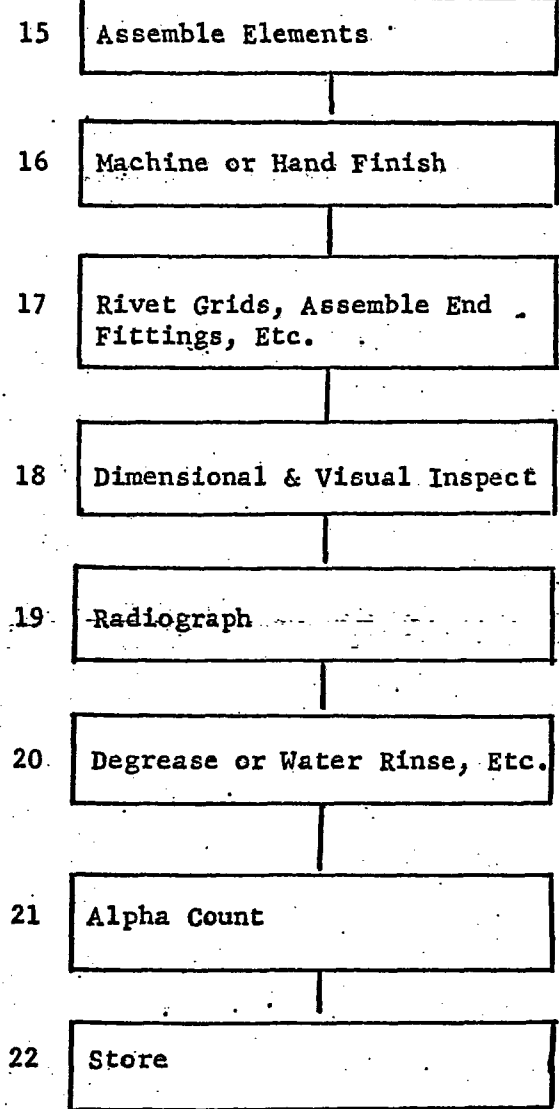 15 Assemble Elements
16 Machine or Hand Finish
17 Rivet Grids, Assemble End
Fittings, Etc.
18 Dimensional & Visual Inspect
19 Radiograph
20 Degrease or Water Rinse, Etc.
21 Alpha Count
22 Store